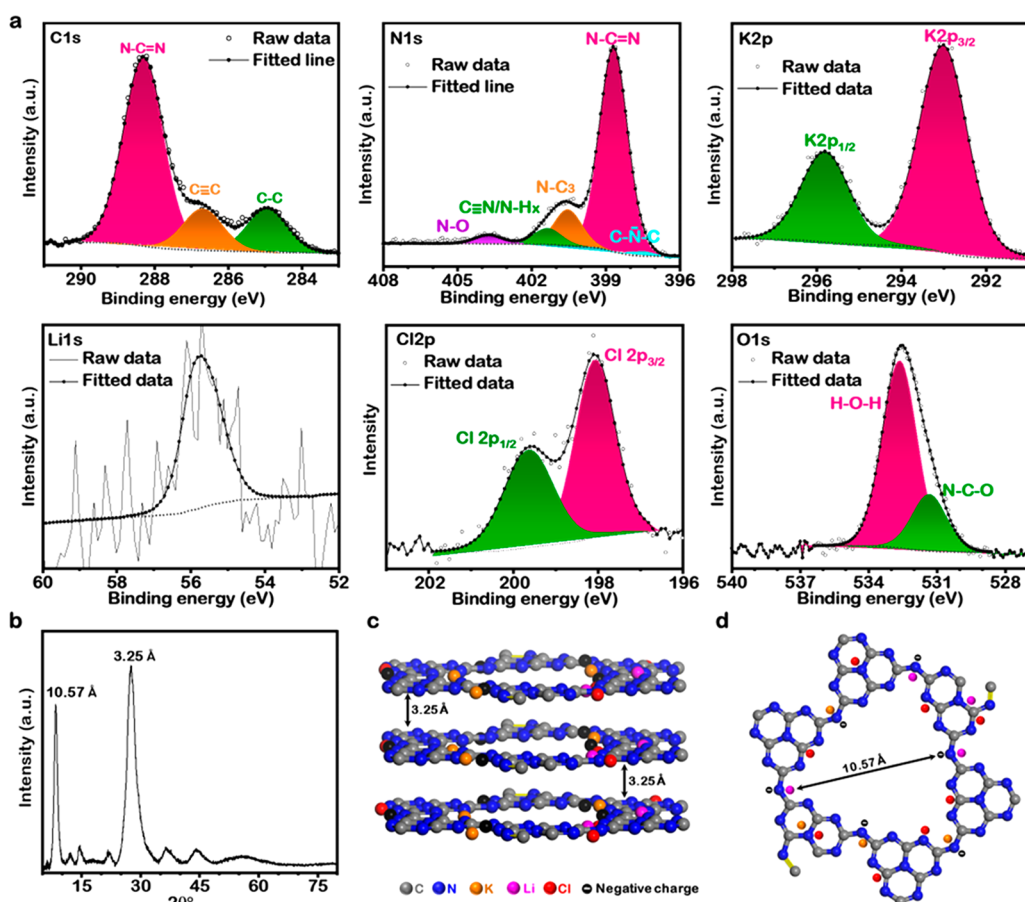 a
C1s
N-C=N
Raw data
Fitted line
C≡C
C-C
Intensity (a.u.)
290 288 286 284
Binding energy (eV)
N1s
N-C=N
Raw data
Fitted line
N-C₃
C≡N/N-Hx
N-O
C-N̄-C
Intensity (a.u.)
408 405 402 399 396
Binding energy (eV)
K2p
K2p₃/₂
Raw data
Fitted data
K2p₁/₂
Intensity (a.u.)
298 296 294 292
Binding energy (eV)
Li1s
Raw data
Fitted data
Intensity (a.u.)
60 58 56 54 52
Binding energy (eV)
Cl2p
Raw data
Fitted data
Cl 2p₃/₂
Cl 2p₁/₂
Intensity
202 200 198 196
Binding energy (eV)
O1s
Raw data
Fitted data
H-O-H
N-C-O
Intensity (a.u.)
540 537 534 531 528
Binding energy (eV)
b
3.25 Å
10.57 Å
Intensity (a.u.)
15 30 45 60 75
c
3.25 Å
3.25 Å
C N K Li Cl Negative charge
d
10.57 Å